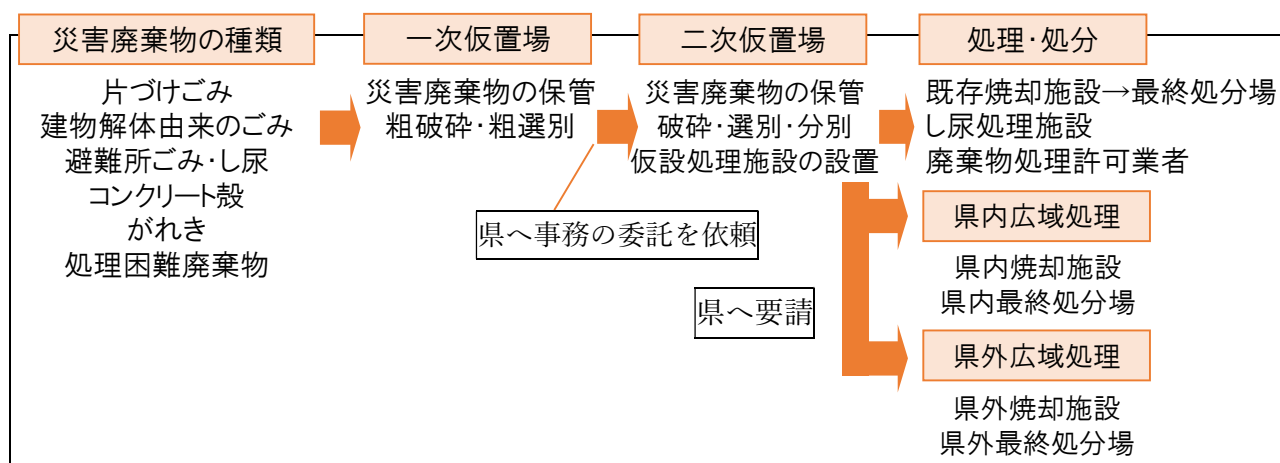 災害廃棄物の種類
片づけごみ
建物解体由来のごみ
避難所ごみ・し尿
コンクリート殻
がれき
処理困難廃棄物
一次仮置場
災害廃棄物の保管
粗破砕・粗選別
県へ事務の委託を依頼
二次仮置場
災害廃棄物の保管
破砕・選別・分別
仮設処理施設の設置
県へ要請
処理・処分
既存焼却施設→最終処分場
し尿処理施設
廃棄物処理許可業者
県内広域処理
県内焼却施設
県内最終処分場
県外広域処理
県外焼却施設
県外最終処分場